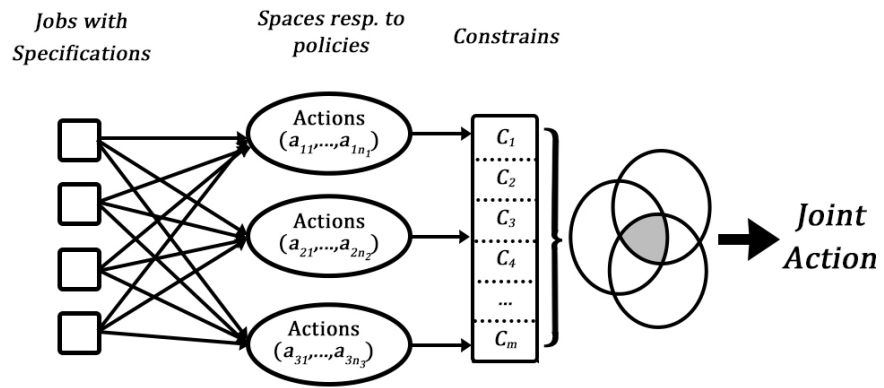 Jobs with
Specifications
Spaces resp. to
policies
Constrains
Actions
(a₁₁,...,a₁ₙ₁)
Actions
(a₂₁,...,a₂ₙ₂)
Actions
(a₃₁,...,a₃ₙ₃)
C₁
C₂
C₃
C₄
...
Cₘ
Joint
Action